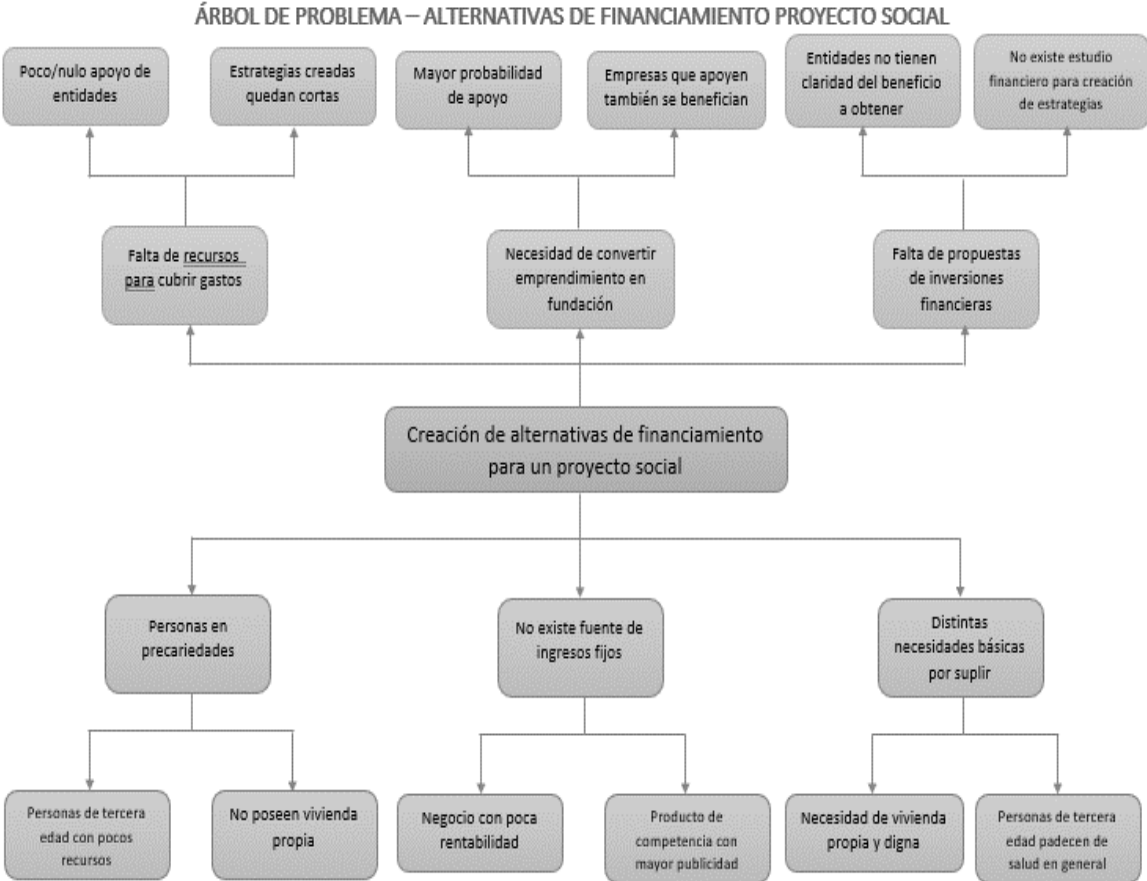 ÁRBOL DE PROBLEMA – ALTERNATIVAS DE FINANCIAMIENTO PROYECTO SOCIAL
Poco/nulo apoyo de
entidades
Estrategias creadas
quedan cortas
Mayor probabilidad
de apoyo
Empresas que apoyen
también se benefician
Entidades no tienen
claridad del beneficio
a obtener
No existe estudio
financiero para creación
de estrategias
Falta de recursos
para cubrir gastos
Necesidad de convertir
emprendimiento en
fundación
Falta de propuestas
de inversiones
financieras
Creación de alternativas de financiamiento
para un proyecto social
Personas en
precariedades
No existe fuente de
ingresos fijos
Distintas
necesidades básicas
por suplir
Personas de tercera
edad con pocos
recursos
No poseen vivienda
propia
Negocio con poca
rentabilidad
Producto de
competencia con
mayor publicidad
Necesidad de vivienda
propia y digna
Personas de tercera
edad padecen de
salud en general